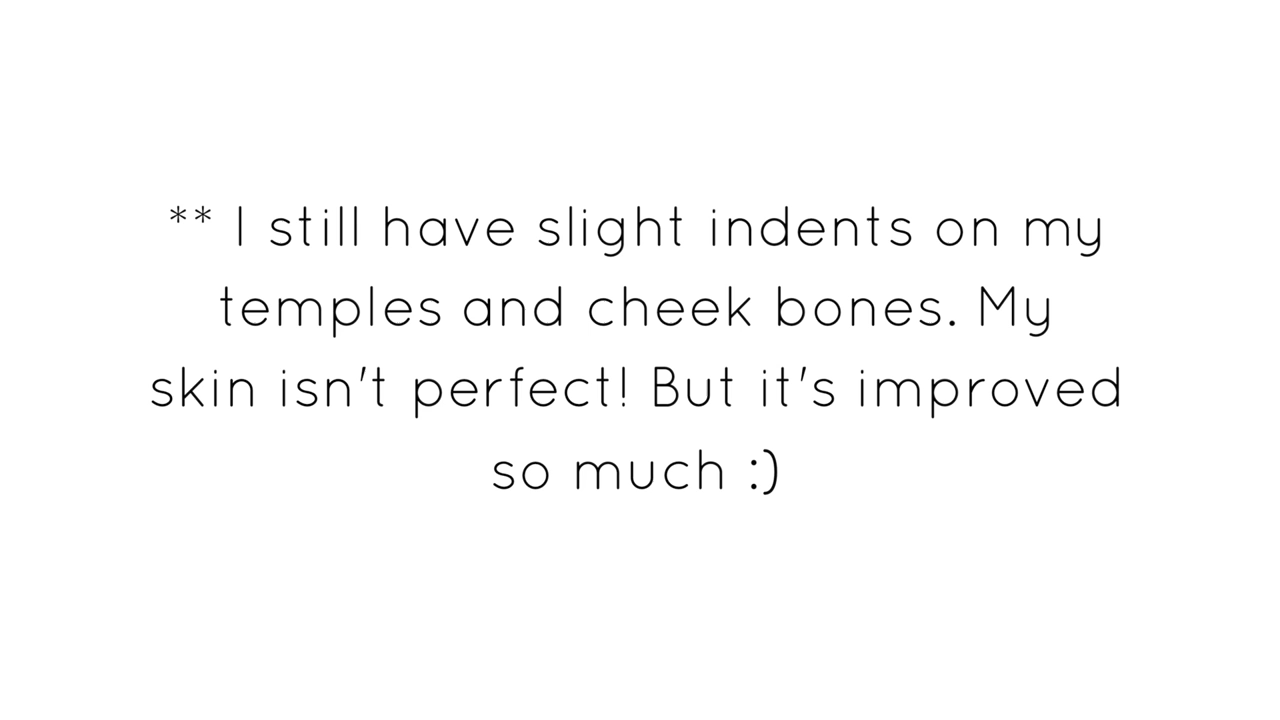 ** I still have slight indents on my
temples and cheek bones. My
skin isn't perfect! But it's improved
so much :)